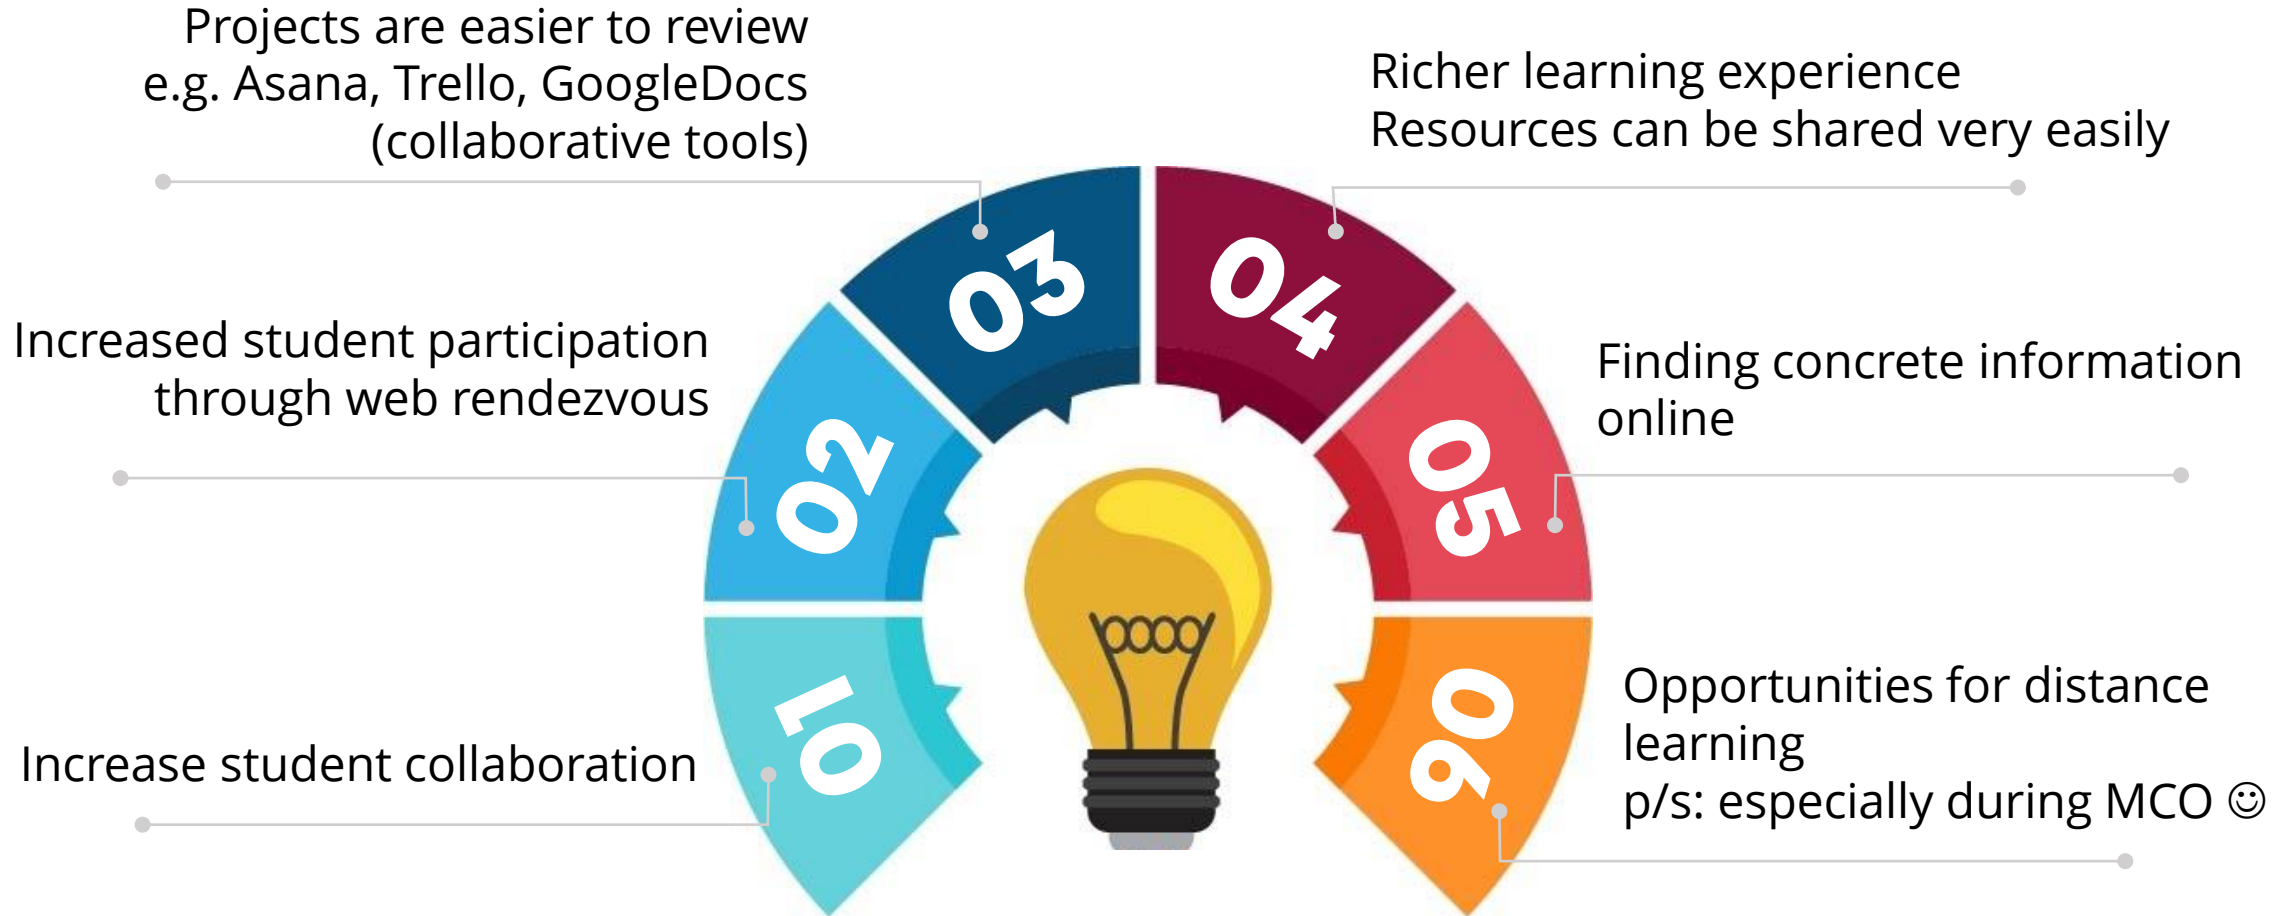 Projects are easier to review
e.g. Asana, Trello, GoogleDocs
(collaborative tools)
Richer learning experience
Resources can be shared very easily
03
04
Increased student participation
through web rendezvous
02
Finding concrete information
online
05
Increase student collaboration
01
06
Opportunities for distance
learning
p/s: especially during MCO ☺